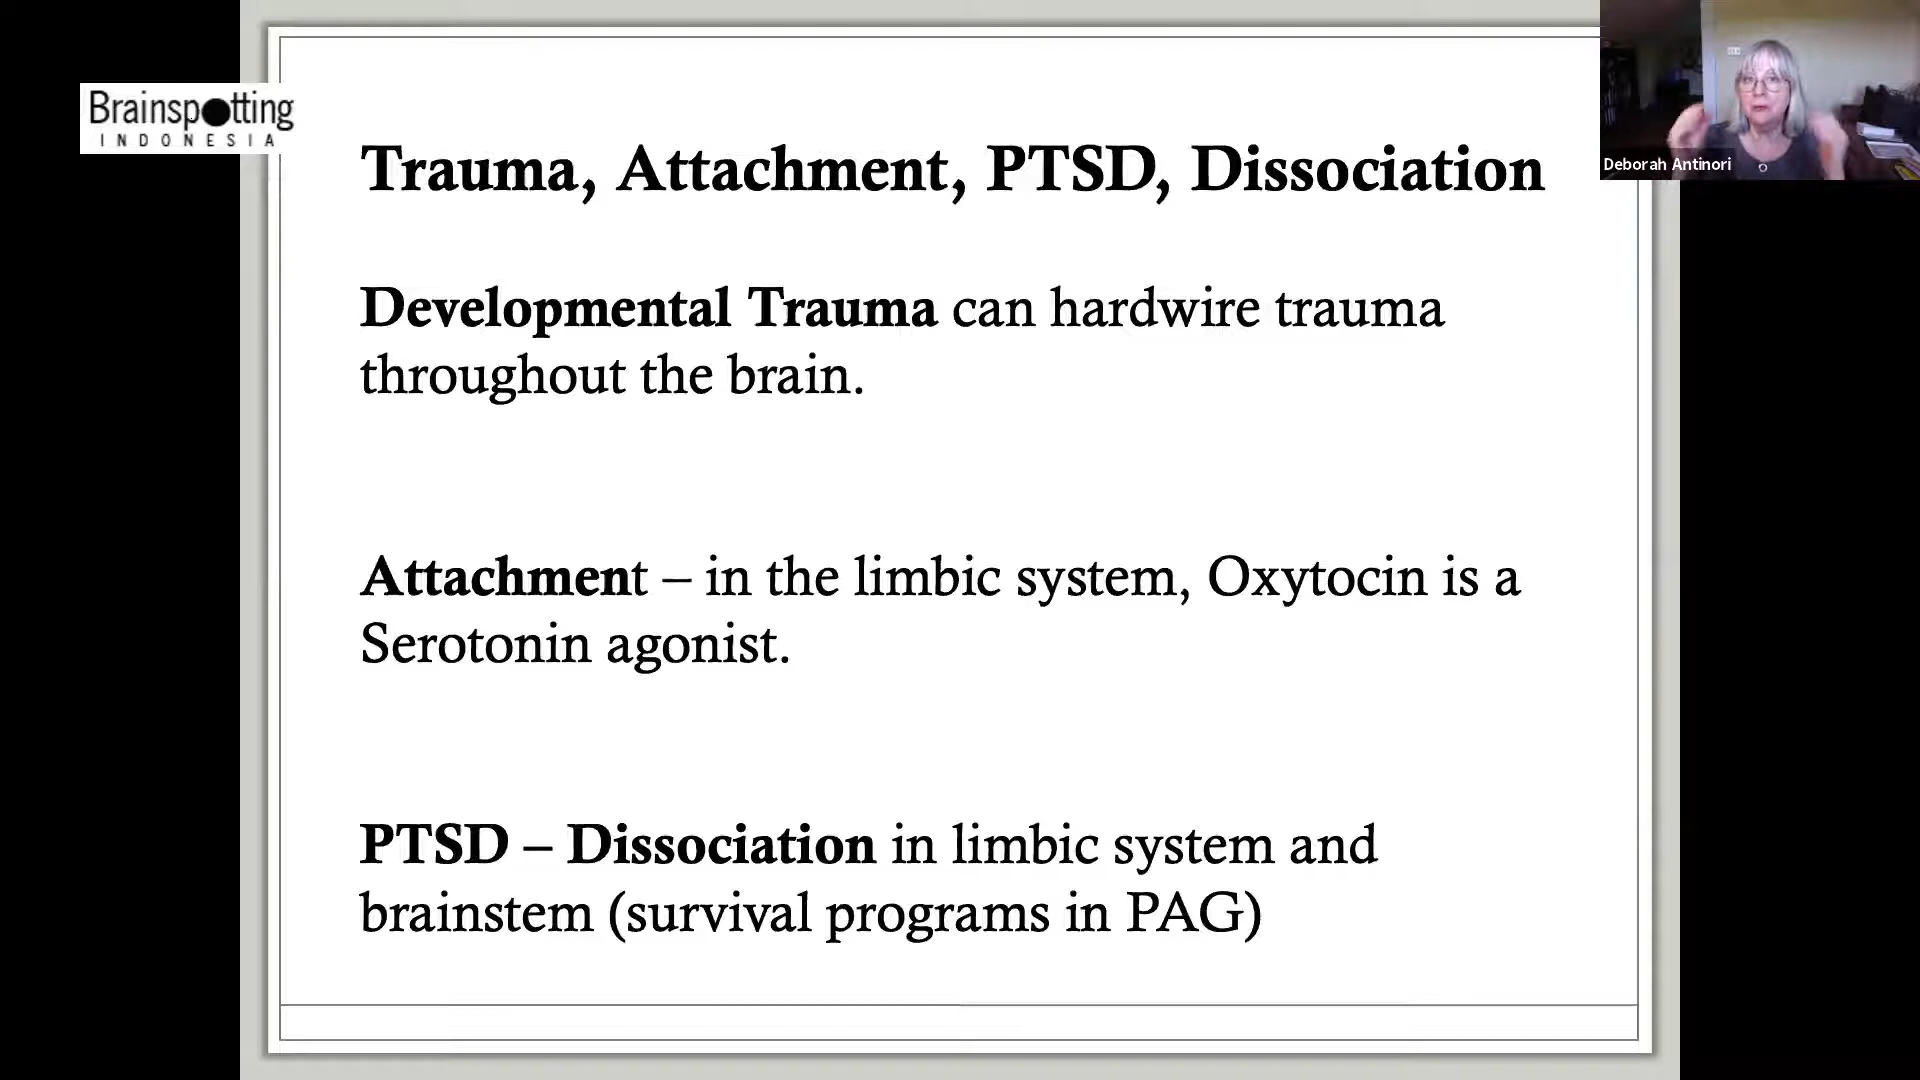 Brainspotting
INDONESIA
Trauma, Attachment, PTSD, Dissociation
Deborah Antinori
Developmental Trauma can hardwire trauma
throughout the brain.
Attachment – in the limbic system, Oxytocin is a
Serotonin agonist.
PTSD – Dissociation in limbic system and
brainstem (survival programs in PAG)